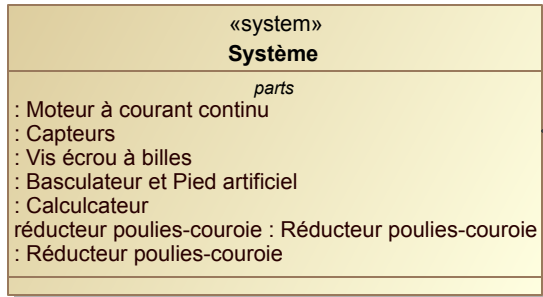 «system»
Système
parts
: Moteur à courant continu
: Capteurs
: Vis écrou à billes
: Basculateur et Pied artificiel
: Calculcateur
réducteur poulies-couroie : Réducteur poulies-couroie
: Réducteur poulies-couroie